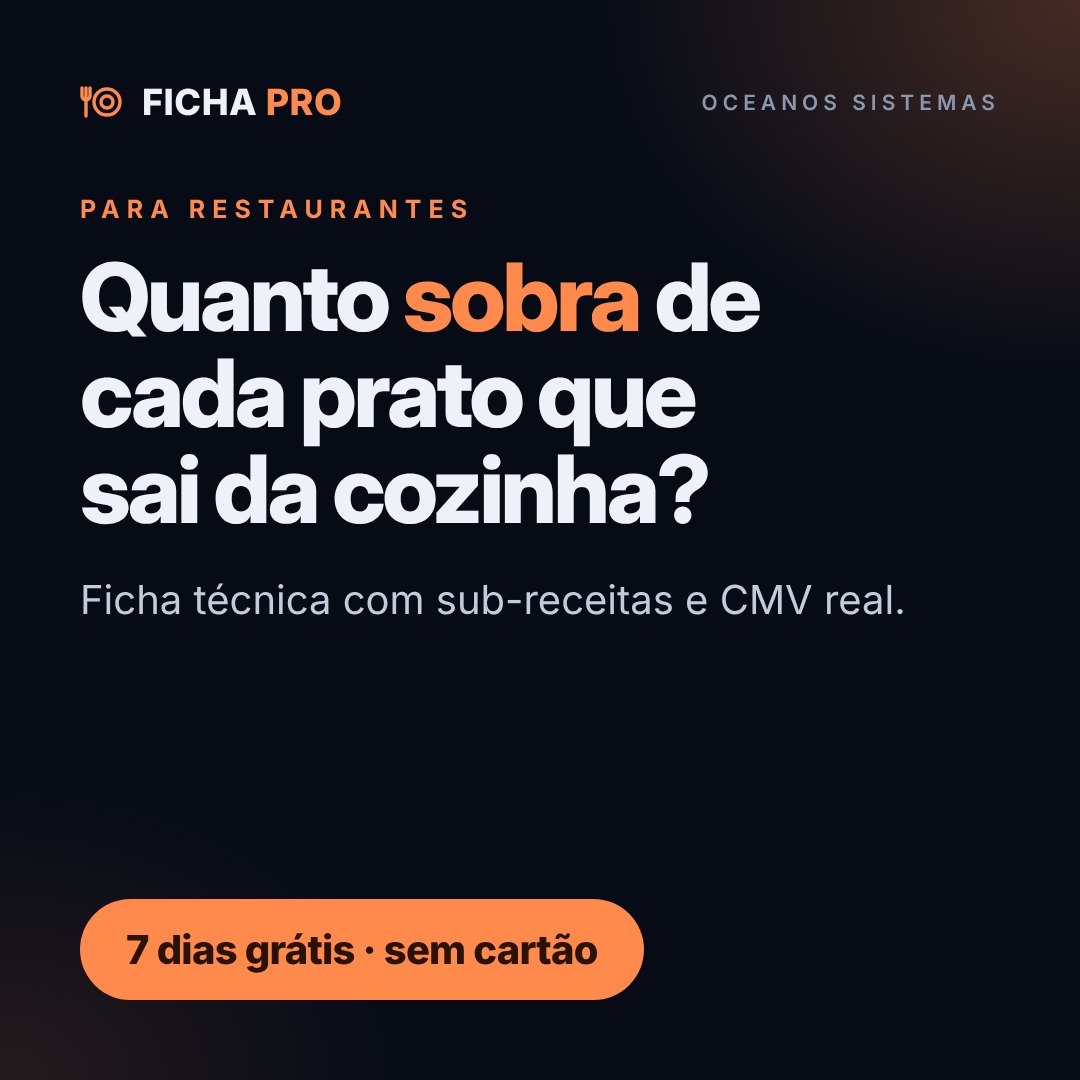 FICHA PRO
OCEANOS SISTEMAS
PARA RESTAURANTES
Quanto sobra de
cada prato que
sai da cozinha?
Ficha técnica com sub-receitas e CMV real.
7 dias grátis · sem cartão